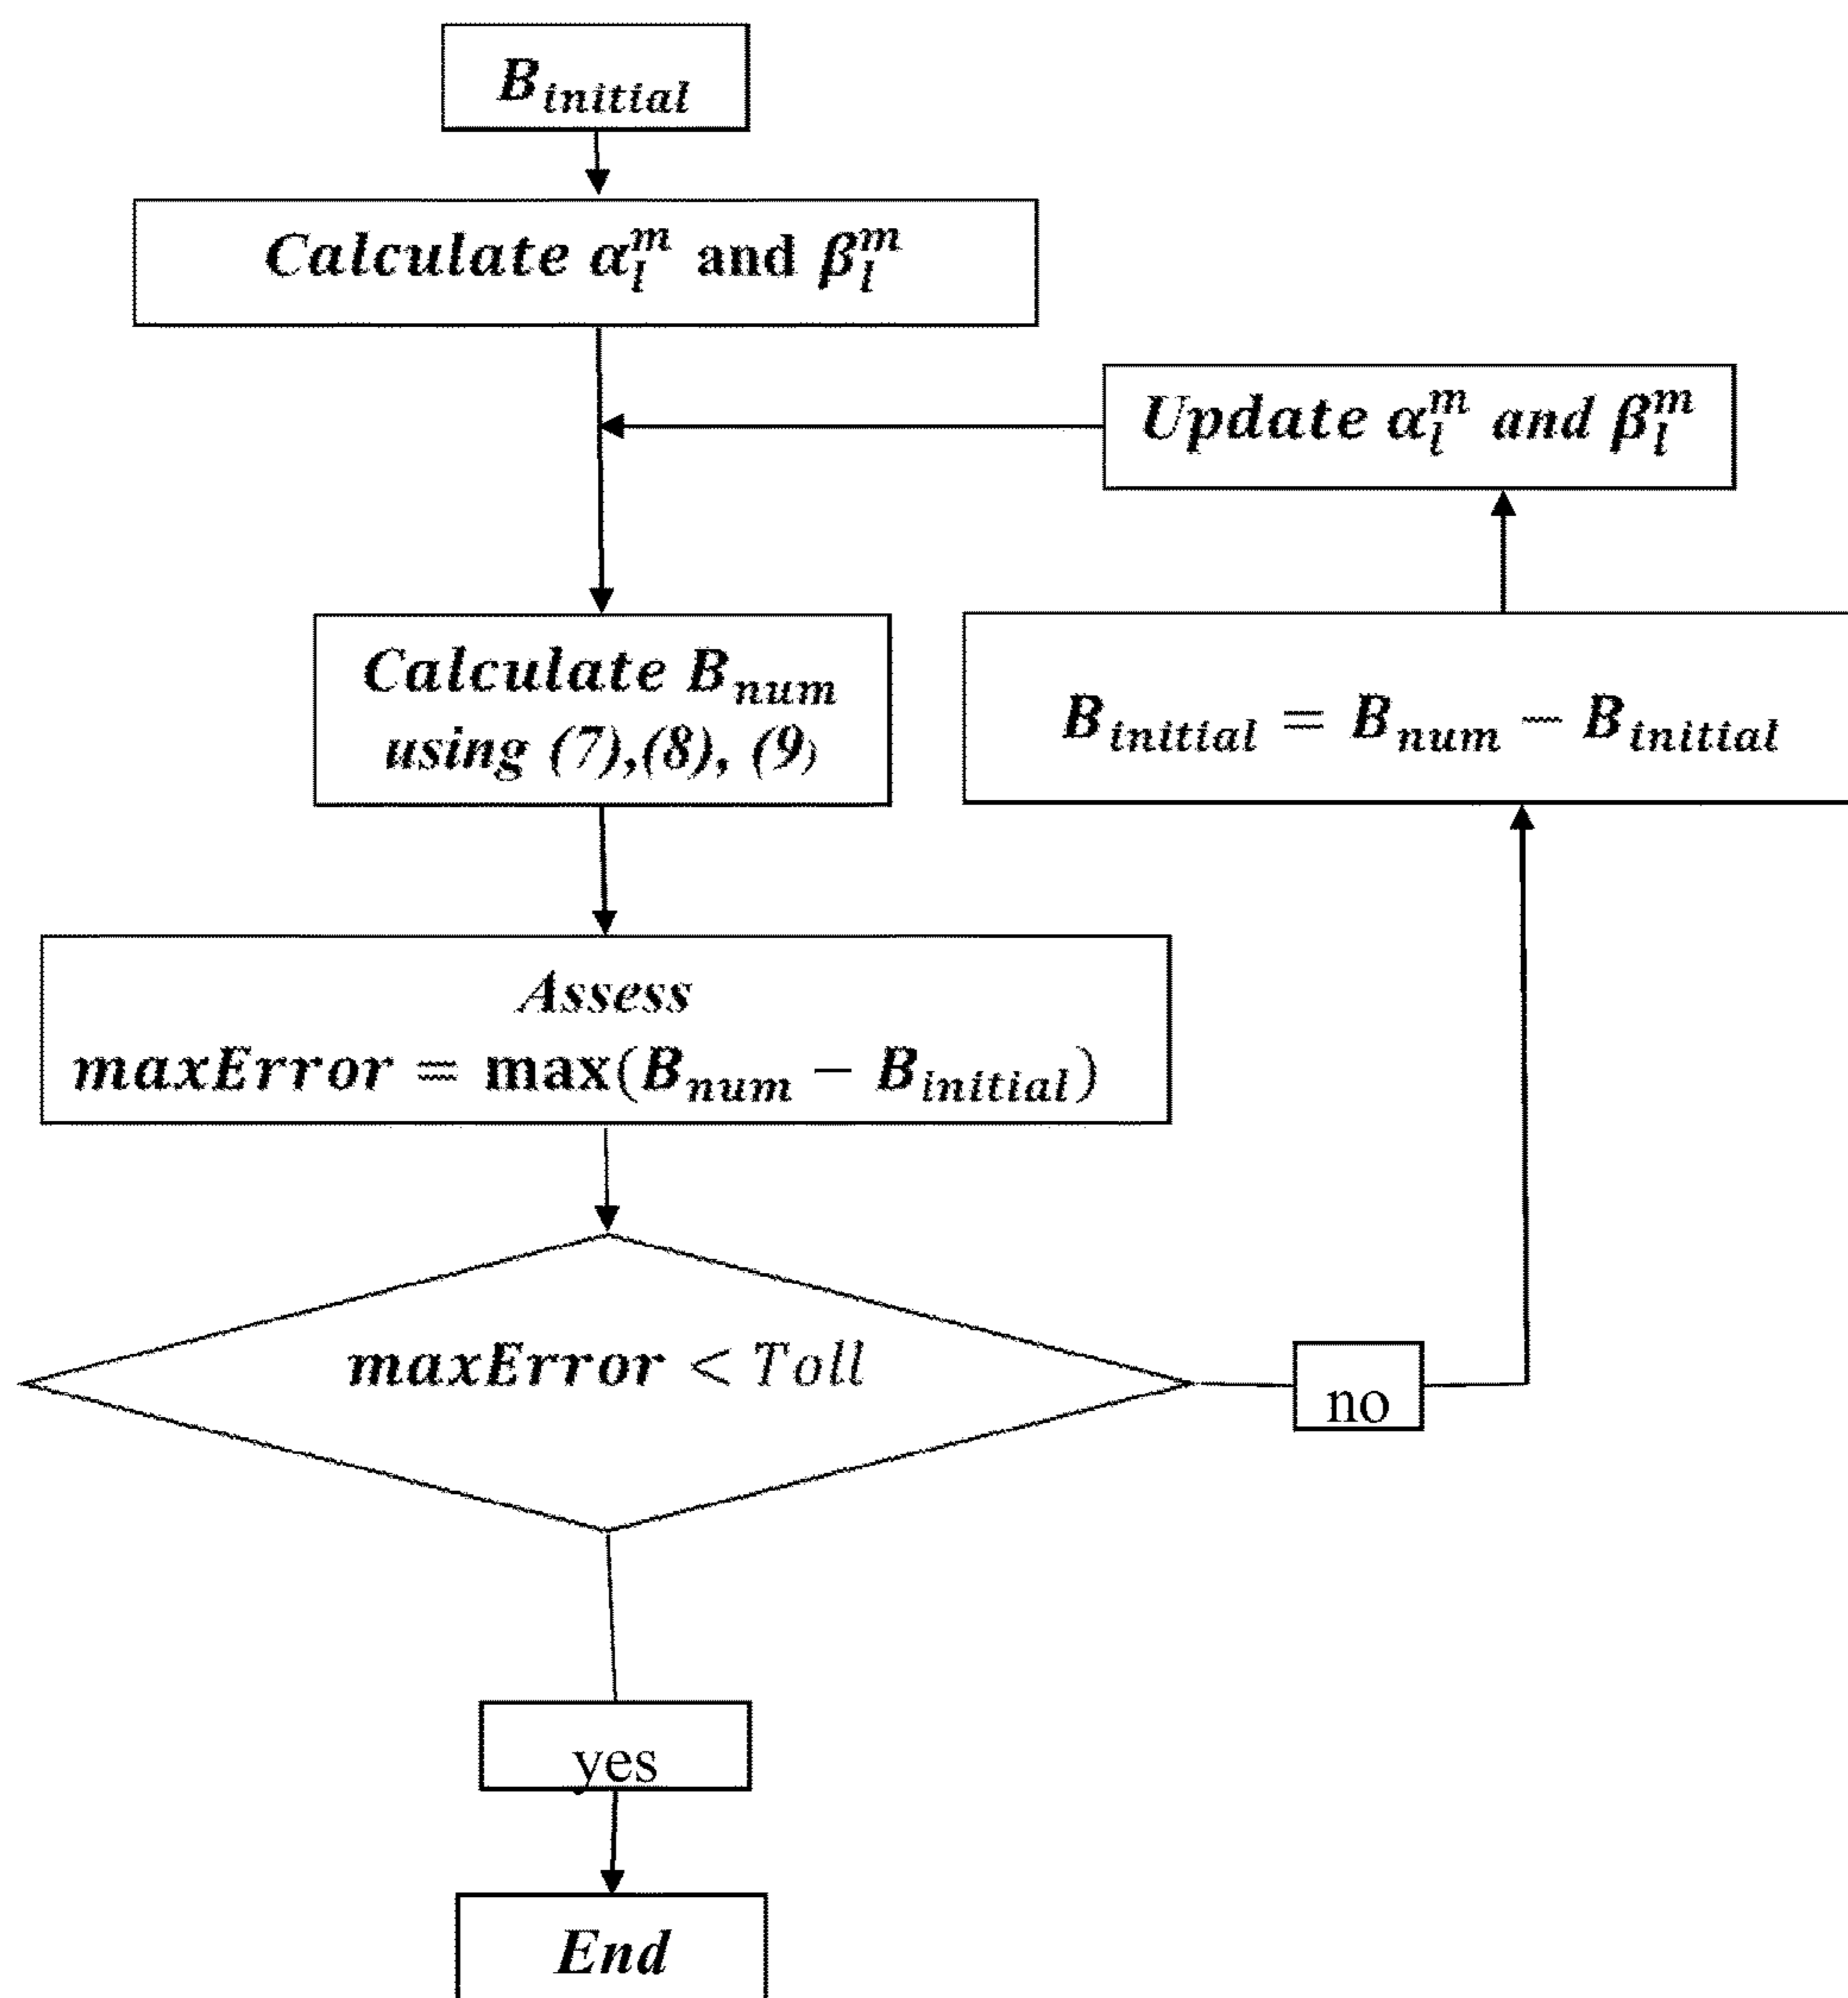 B_initial
Calculate α_l^m and β_l^m
Update α_l^m and β_l^m
Calculate B_num
using (7),(8), (9)
B_initial = B_num − B_initial
Assess
maxError = max(B_num − B_initial)
maxError < Toll
no
yes
End